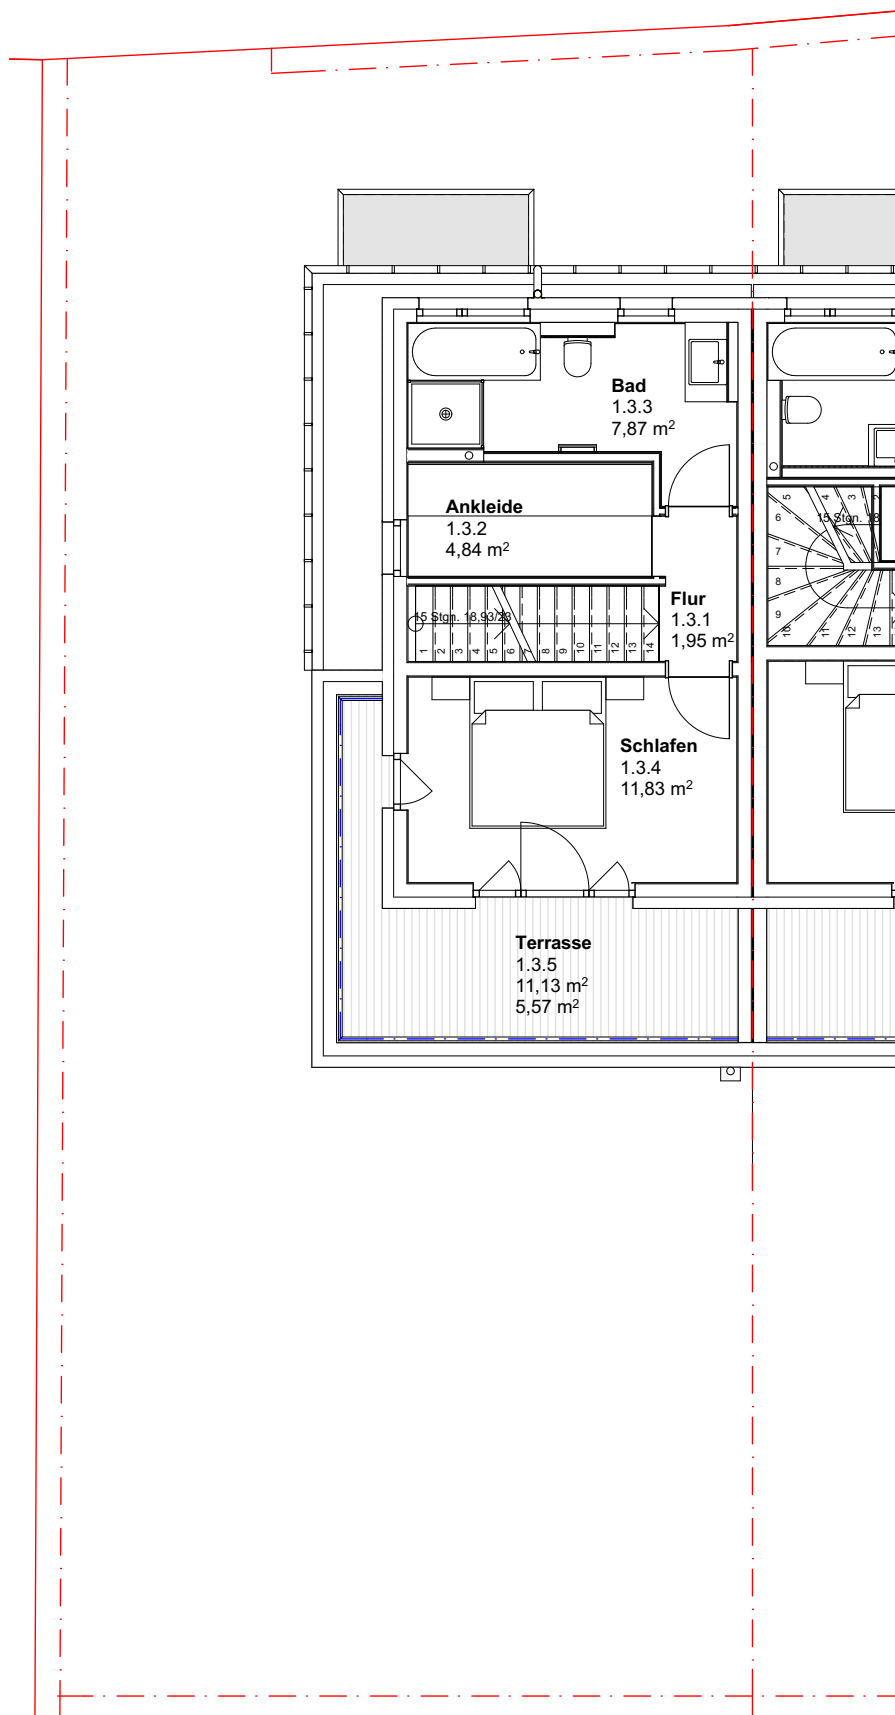 Bad
1.3.3
7,87 m²
Ankleide
1.3.2
4,84 m²
5
4
3
2
6
15 Stgn. 18
7
8
9
10
11
12
13
Flur
1.3.1
1,95 m²
15 Stgn. 18,93/23
1
2
3
4
5
6
7
8
9
10
11
12
13
14
Schlafen
1.3.4
11,83 m²
Terrasse
1.3.5
11,13 m²
5,57 m²